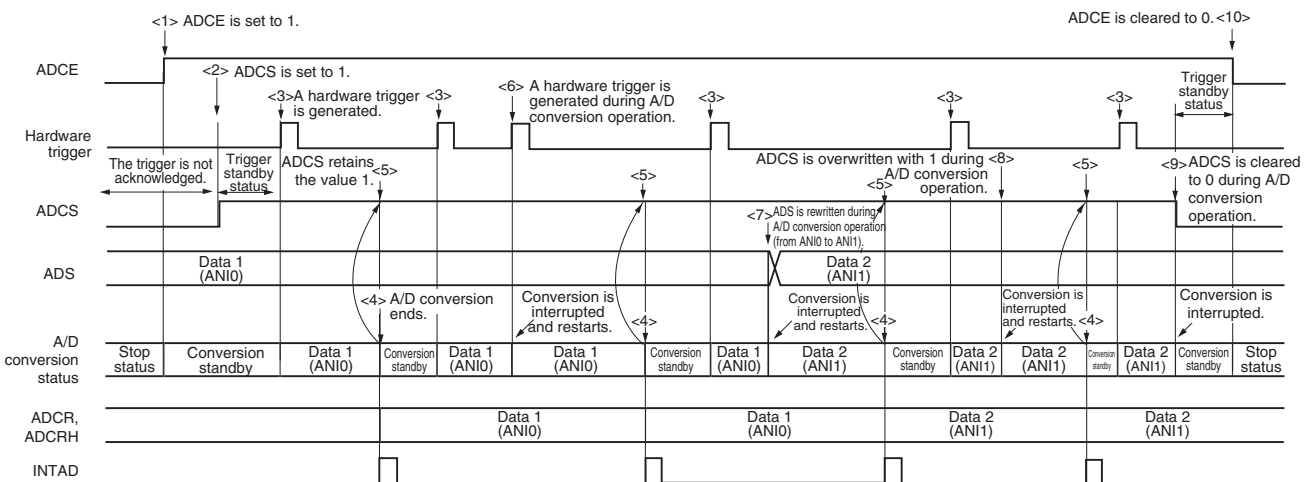 <1> ADCE is set to 1.
ADCE is cleared to 0. <10>
ADCE
<2> ADCS is set to 1.
<3> A hardware trigger
is generated.
<3>
<6> A hardware trigger is
generated during A/D
conversion operation.
<3>
<3>
<3>
Trigger
standby
status
Hardware
trigger
The trigger is not
acknowledged.
Trigger
standby
status
ADCS retains
the value 1.
<5>
<5>
ADCS is overwritten with 1 during <8>
A/D conversion
operation.
<5>
<5>
<9> ADCS is cleared
to 0 during A/D
conversion
operation.
ADCS
<7> ADS is rewritten during
A/D conversion operation
(from ANI0 to ANI1).
ADS
Data 1
(ANI0)
Data 2
(ANI1)
<4> A/D conversion
ends.
Conversion is
interrupted
and restarts.
<4>
Conversion is
interrupted
and restarts.
<4>
Conversion is
interrupted
and restarts.
<4>
Conversion is
interrupted.
A/D
conversion
status
Stop
status
Conversion
standby
Data 1
(ANI0)
Conversion
standby
Data 1
(ANI0)
Data 1
(ANI0)
Conversion
standby
Data 1
(ANI0)
Data 2
(ANI1)
Conversion
standby
Data 2
(ANI1)
Data 2
(ANI1)
Conversion
standby
Data 2
(ANI1)
Conversion
standby
Stop
status
ADCR,
ADCRH
Data 1
(ANI0)
Data 1
(ANI0)
Data 2
(ANI1)
Data 2
(ANI1)
INTAD